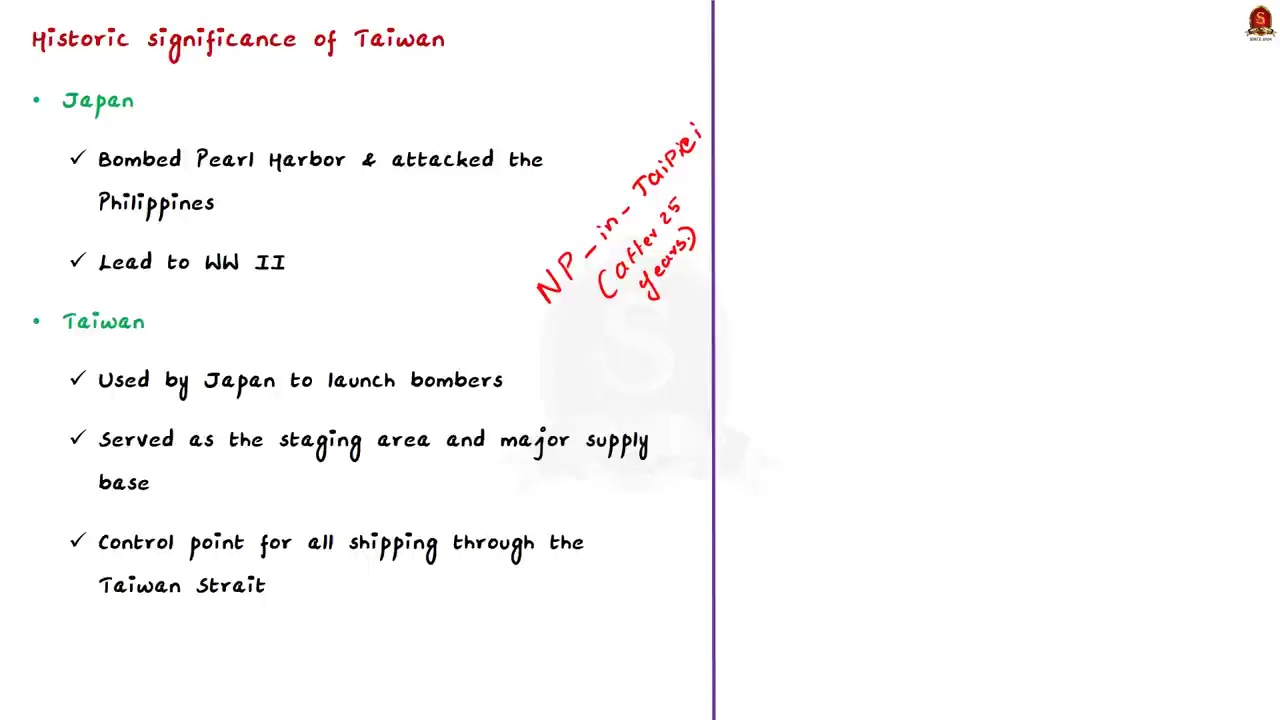 Historic significance of Taiwan
• Japan
✓ Bombed Pearl Harbor & attacked the
Philippines
✓ Lead to WW II
NP - in - Taipiei
(after 25
years.)
• Taiwan
✓ Used by Japan to launch bombers
✓ Served as the staging area and major supply
base
✓ Control point for all shipping through the
Taiwan Strait
S